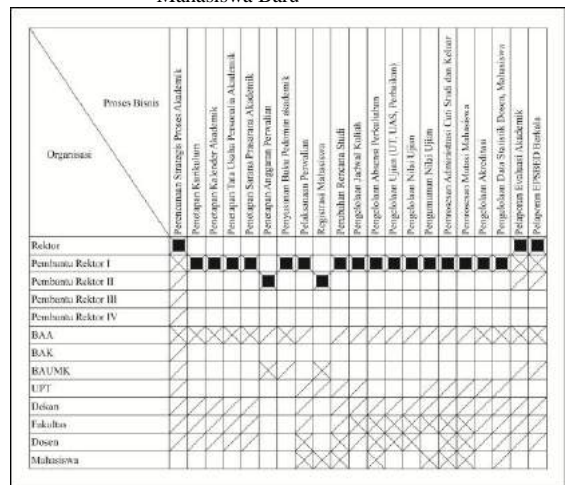 Mahasiswa Baru
Proses Bisnis
Organisasi
Perencanaan Strategis Proses Akademik
Penetapan Kurikulum
Penetapan Kalender Akademik
Penetapan Tata Usaha Personalia Akademik
Penetapan Sarana Prasarana Akademik
Penetapan Anggaran Perwalian
Penyusunan Buku Pedoman akademik
Pelaksanaan Perwalian
Registrasi Mahasiswa
Perubahan Rencana Studi
Pengelolaan Jadwal Kuliah
Pengelolaan Absensi Perkuliahan
Pengelolaan Ujian (UT, UAS, Perbaikan)
Pengelolaan Nilai Ujian
Pengumuman Nilai Ujian
Pemrosesan Administrasi Cuti Studi dan Keluar
Pemrosesan Mutasi Mahasiswa
Pengelolaan Akreditasi
Pengelolaan Data Statistik Dosen, Mahasiswa
Pelaporan Evaluasi Akademik
Pelaporan EPSBED Berkala
Rektor
Pembantu Rektor I
Pembantu Rektor II
Pembantu Rektor III
Pembantu Rektor IV
BAA
BAK
BAUMK
UPT
Dekan
Fakultas
Dosen
Mahasiswa